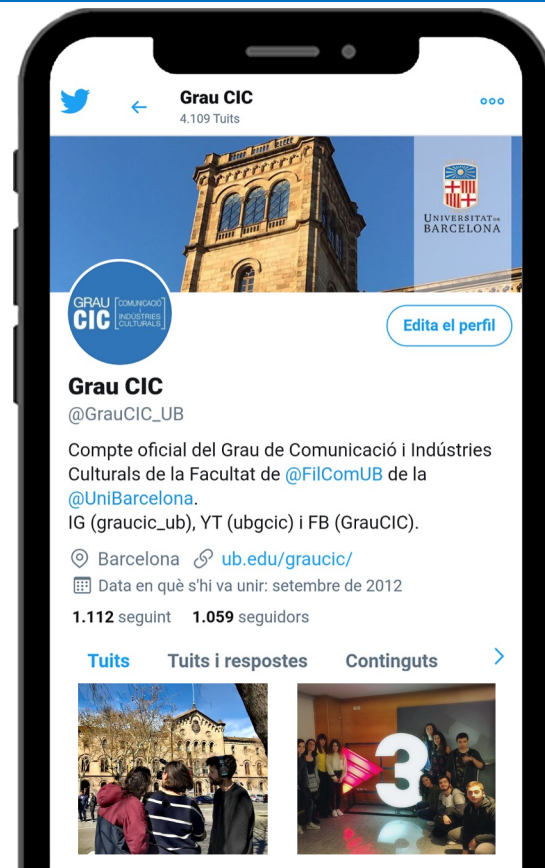 Grau CIC
4.109 Tuits
UNIVERSITAT DE
BARCELONA
GRAU
CIC
COMUNICACIÓ
I
INDÚSTRIES
CULTURALS
Edita el perfil
Grau CIC
@GrauCIC_UB
Compte oficial del Grau de Comunicació i Indústries
Culturals de la Facultat de @FilComUB de la
@UniBarcelona.
IG (graucic_ub), YT (ubgcic) i FB (GrauCIC).
Barcelona ub.edu/graucic/
Data en què s'hi va unir: setembre de 2012
1.112 seguint 1.059 seguidors
Tuits Tuits i respostes Continguts
3